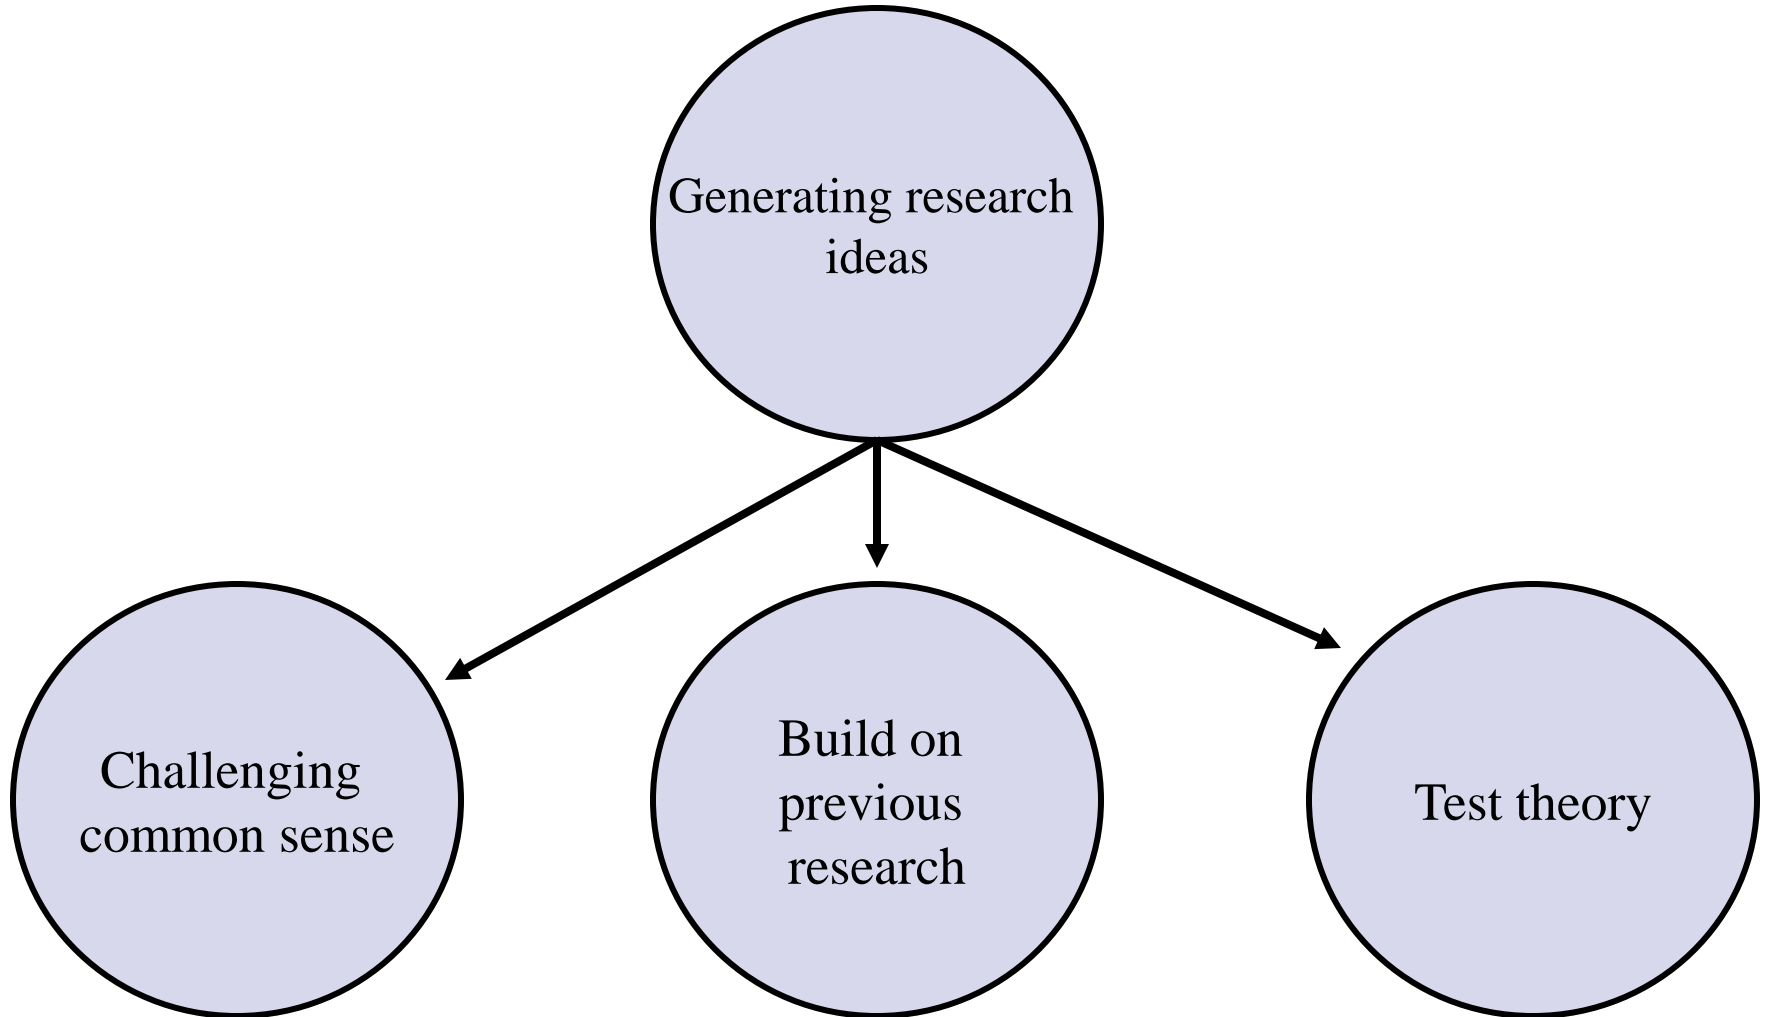 Generating research
ideas
Challenging
common sense
Build on
previous
research
Test theory